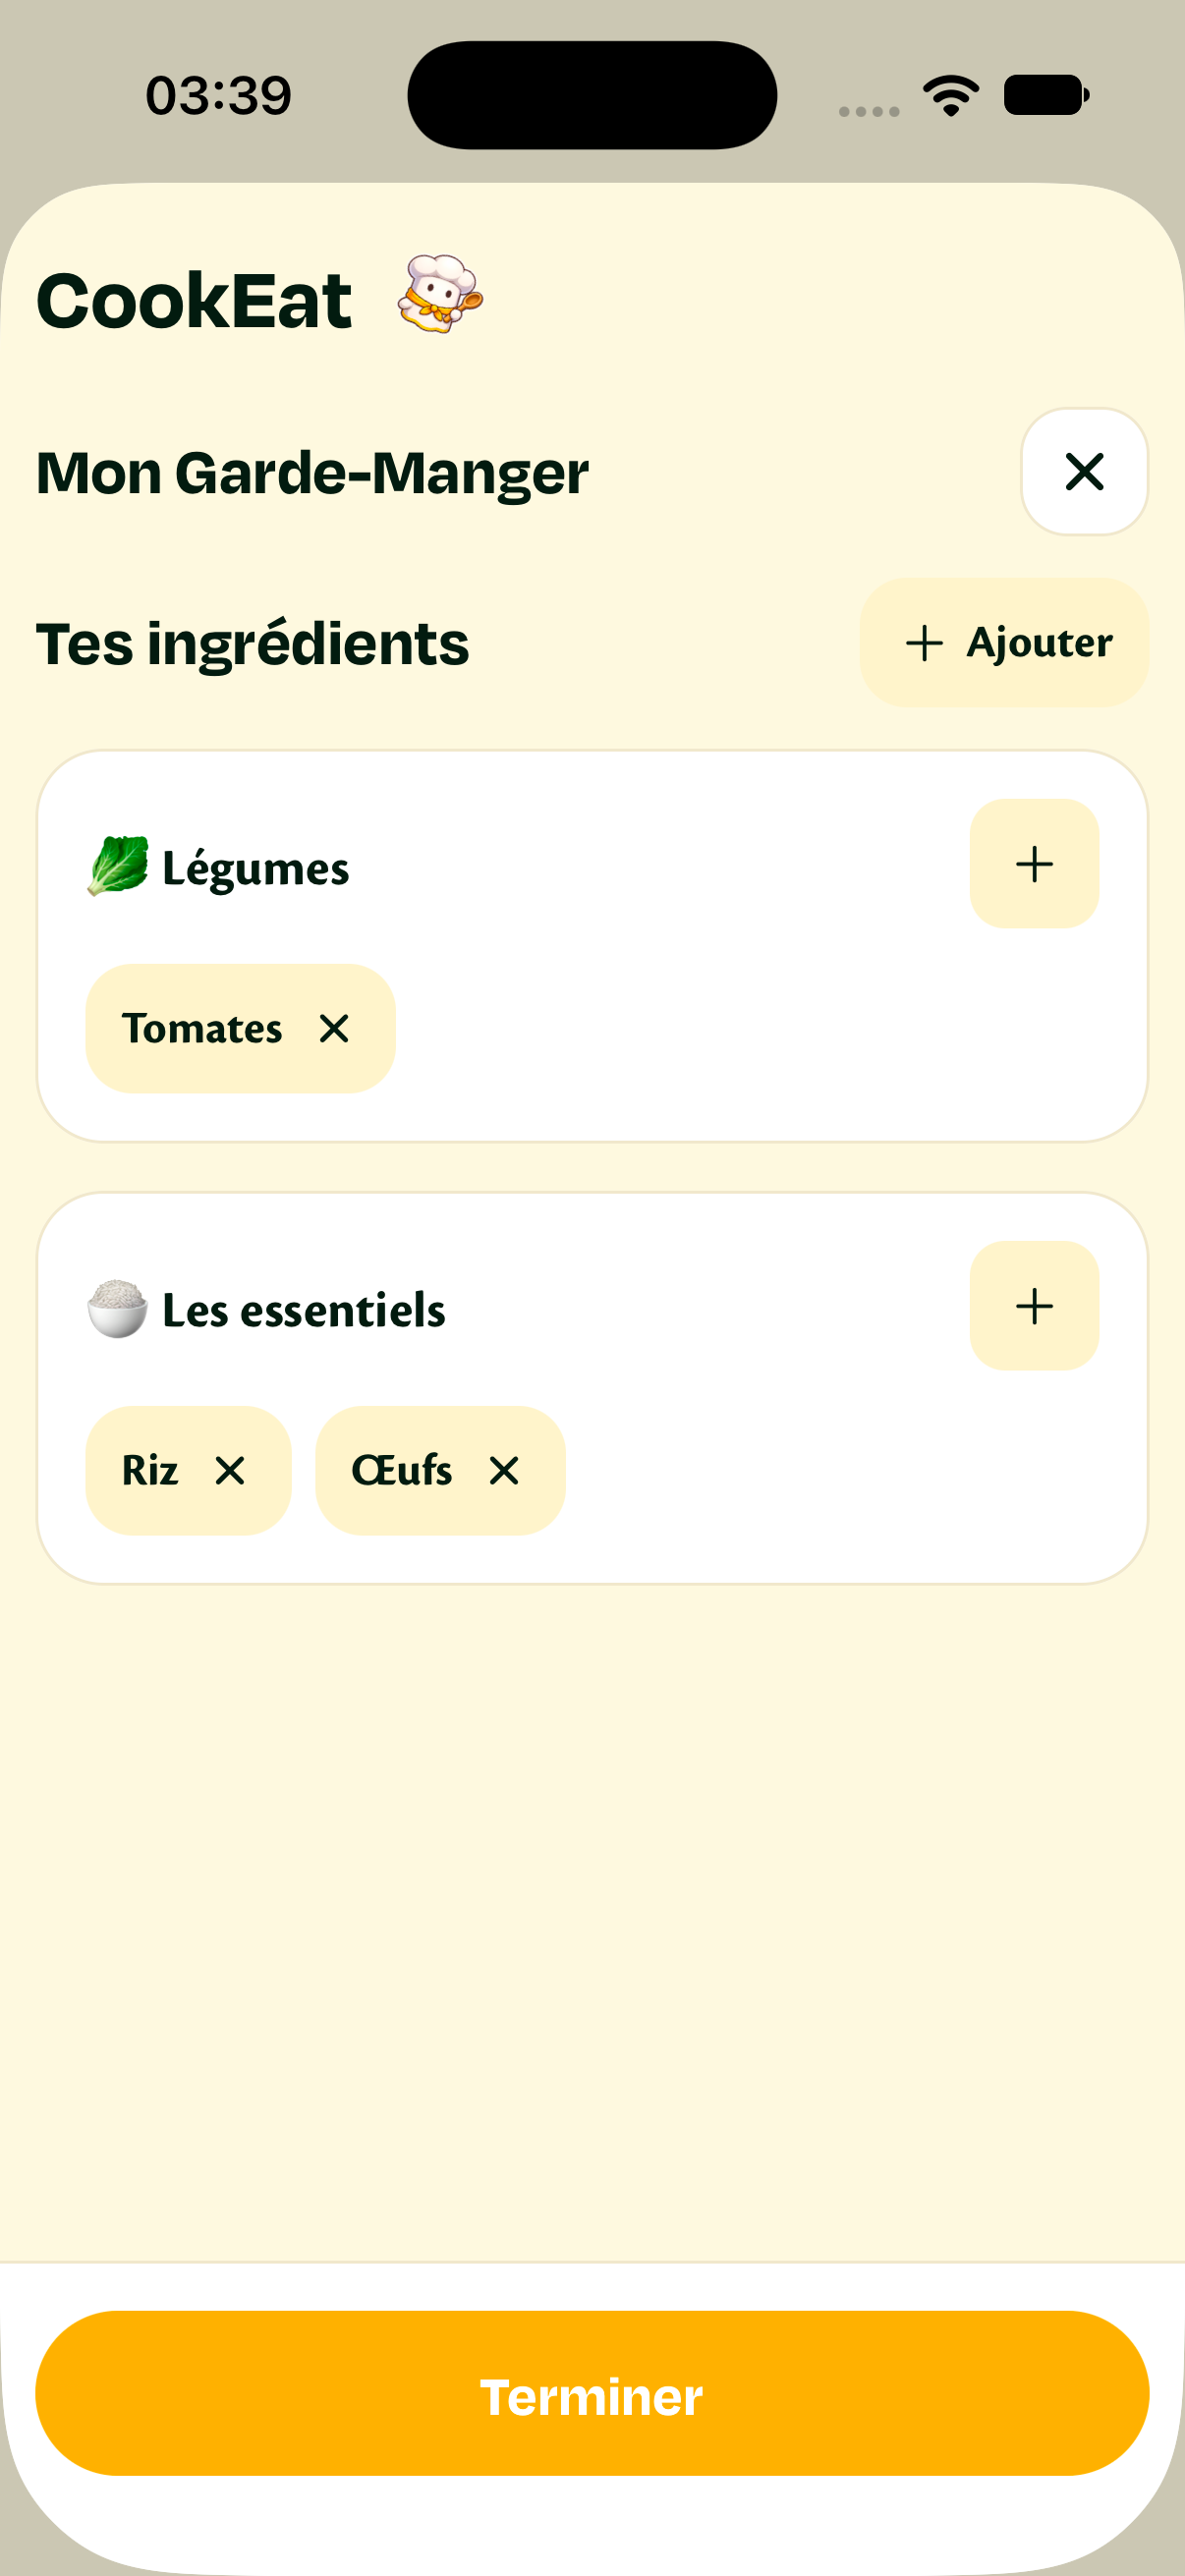 03:39
CookEat
Mon Garde-Manger
Tes ingrédients
Ajouter
Légumes
Tomates
Les essentiels
Riz
Œufs
Terminer